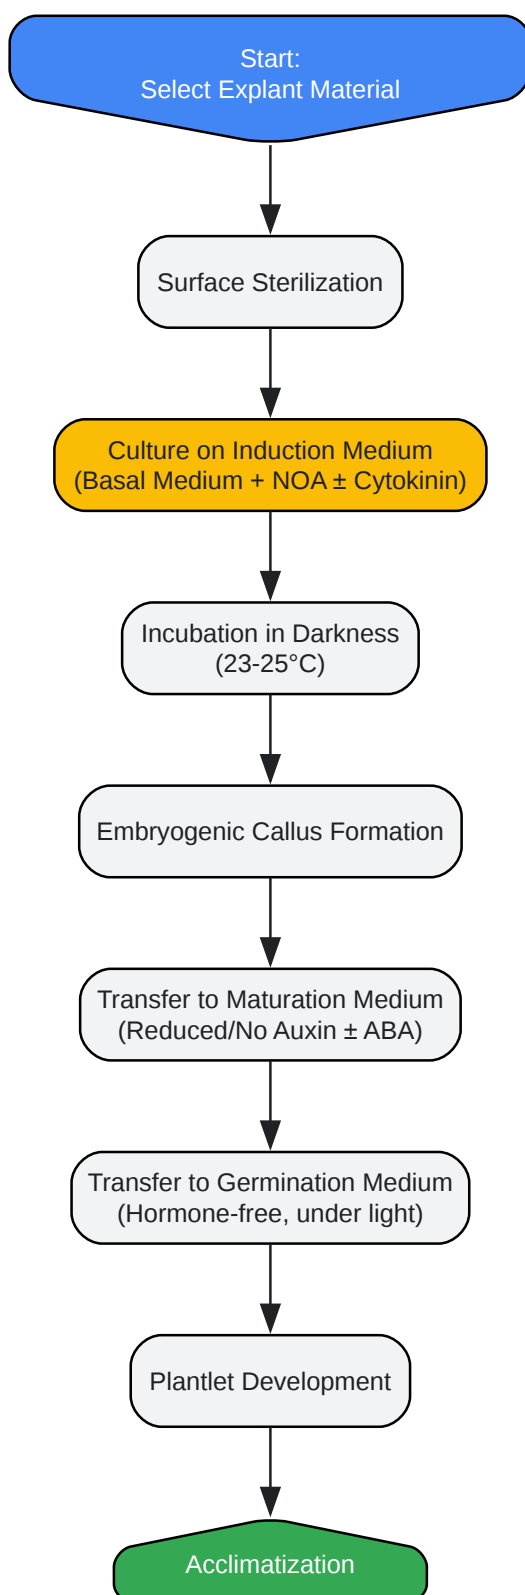 Start:
Select Explant Material
Surface Sterilization
Culture on Induction Medium
(Basal Medium + NOA ± Cytokinin)
Incubation in Darkness
(23-25°C)
Embryogenic Callus Formation
Transfer to Maturation Medium
(Reduced/No Auxin ± ABA)
Transfer to Germination Medium
(Hormone-free, under light)
Plantlet Development
Acclimatization